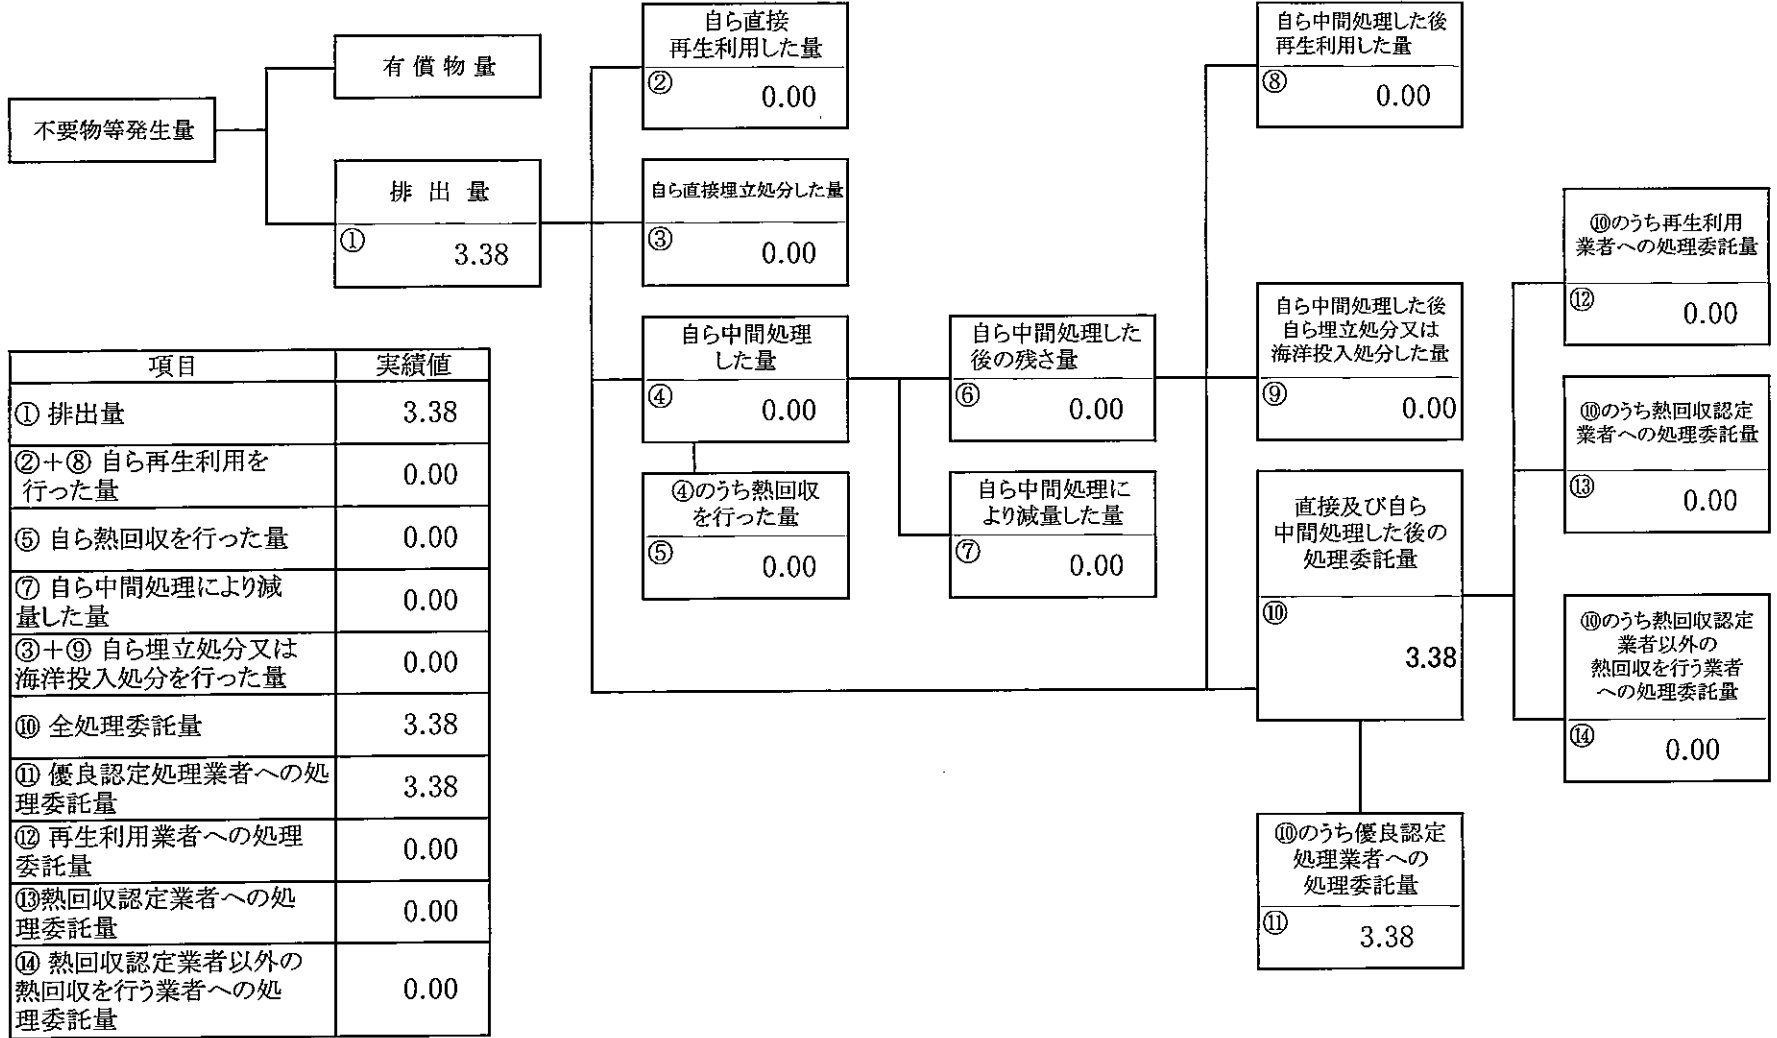 不要物等発生量
有償物量
排出量
①
3.38
自ら直接
再生利用した量
②
0.00
自ら直接埋立処分した量
③
0.00
自ら中間処理
した量
④
0.00
④のうち熱回収
を行った量
⑤
0.00
自ら中間処理した
後の残さ量
⑥
0.00
自ら中間処理に
より減量した量
⑦
0.00
自ら中間処理した後
再生利用した量
⑧
0.00
自ら中間処理した後
自ら埋立処分又は
海洋投入処分した量
⑨
0.00
直接及び自ら
中間処理した後の
処理委託量
⑩
3.38
⑩のうち優良認定
処理業者への
処理委託量
⑪
3.38
⑩のうち再生利用
業者への処理委託量
⑫
0.00
⑩のうち熱回収認定
業者への処理委託量
⑬
0.00
⑩のうち熱回収認定
業者以外の
熱回収を行う業者
への処理委託量
⑭
0.00
項目 実績値
① 排出量 3.38
②+⑧ 自ら再生利用を
行った量 0.00
⑤ 自ら熱回収を行った量 0.00
⑦ 自ら中間処理により減
量した量 0.00
③+⑨ 自ら埋立処分又は
海洋投入処分を行った量 0.00
⑩ 全処理委託量 3.38
⑪ 優良認定処理業者への処
理委託量 3.38
⑫ 再生利用業者への処理
委託量 0.00
⑬熱回収認定業者への処
理委託量 0.00
⑭ 熱回収認定業者以外の
熱回収を行う業者への処
理委託量 0.00